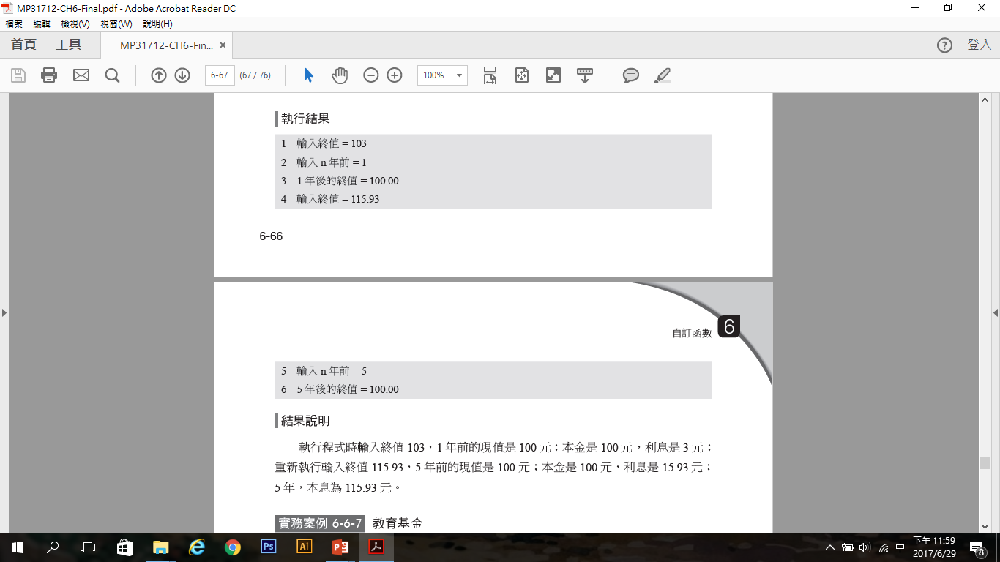 MP31712-CH6-Final.pdf - Adobe Acrobat Reader DC
檔案 編輯 檢視(V) 視窗(W) 說明(H)
首頁 工具 MP31712-CH6-Fin... × 登入
6-67 (67 / 76) 100%
執行結果
1 輸入終值 = 103
2 輸入 n 年前 = 1
3 1 年後的終值 = 100.00
4 輸入終值 = 115.93
6-66
自訂函數 6
5 輸入 n 年前 = 5
6 5 年後的終值 = 100.00
結果說明
執行程式時輸入終值 103，1 年前的現值是 100 元；本金是 100 元，利息是 3 元；
重新執行輸入終值 115.93，5 年前的現值是 100 元；本金是 100 元，利息是 15.93 元；
5 年，本息為 115.93 元。
實務案例 6-6-7 教育基金
Ps Ai 中 下午 11:59
2017/6/29 8